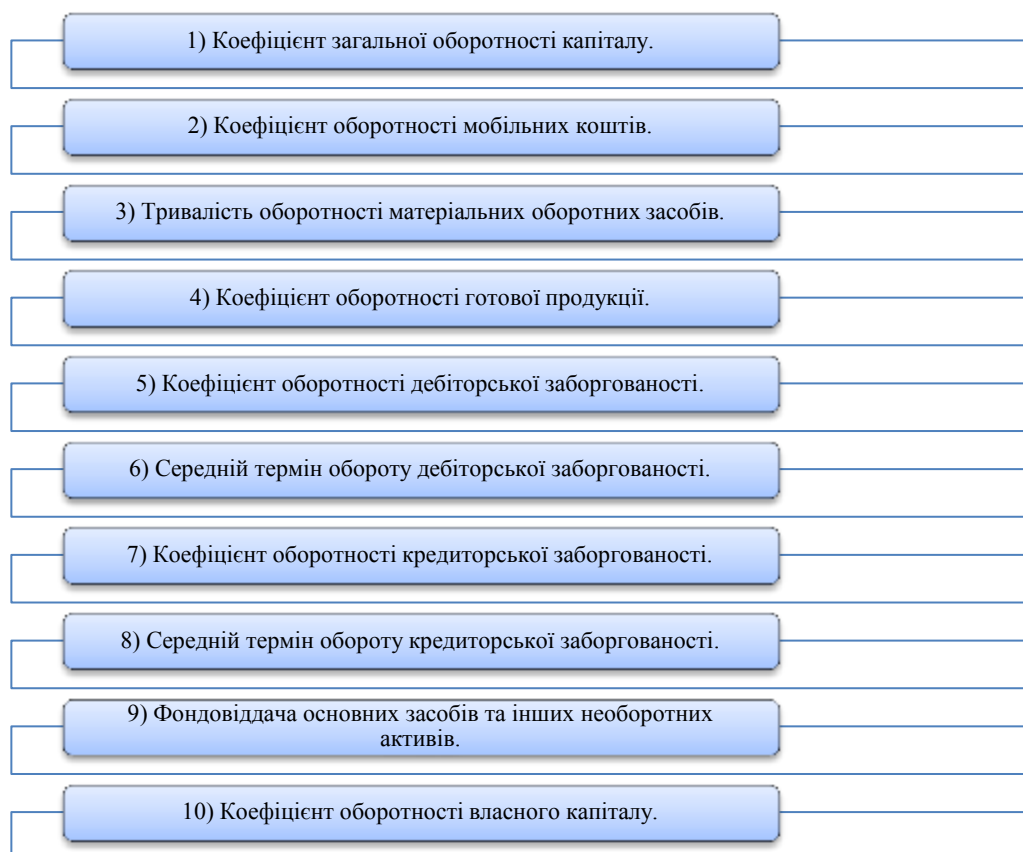 1) Коефіцієнт загальної оборотності капіталу.
2) Коефіцієнт оборотності мобільних коштів.
3) Тривалість оборотності матеріальних оборотних засобів.
4) Коефіцієнт оборотності готової продукції.
5) Коефіцієнт оборотності дебіторської заборгованості.
6) Середній термін обороту дебіторської заборгованості.
7) Коефіцієнт оборотності кредиторської заборгованості.
8) Середній термін обороту кредиторської заборгованості.
9) Фондовіддача основних засобів та інших необоротних
активів.
10) Коефіцієнт оборотності власного капіталу.